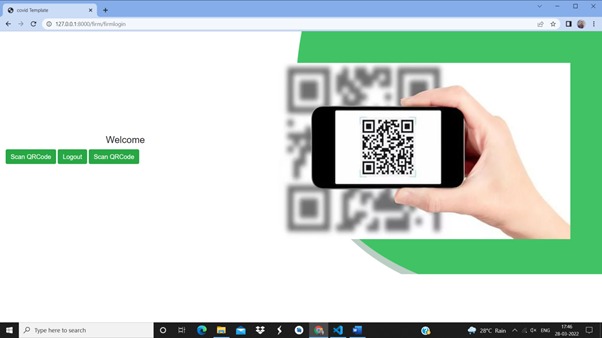 covid Template
127.0.0.1:6000/firm/firmlogin
Welcome
Scan QRCode Logout Scan QRCode
Type here to search
28°C Rain
ENG
17:46
28-03-2022